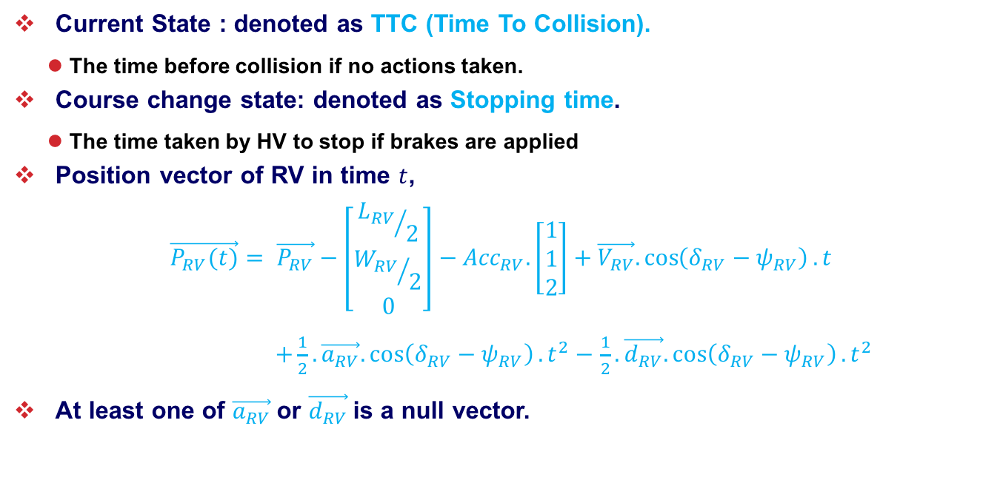 ❖ Current State : denoted as TTC (Time To Collision).
● The time before collision if no actions taken.
❖ Course change state: denoted as Stopping time.
● The time taken by HV to stop if brakes are applied
❖ Position vector of RV in time $t$,
$\overrightarrow{P_{RV}(t)} = \overrightarrow{P_{RV}} - \begin{bmatrix} L_{RV}/2 \\ W_{RV}/2 \\ 0 \end{bmatrix} - Acc_{RV}. \begin{bmatrix} 1 \\ 1 \\ 2 \end{bmatrix} + \overrightarrow{V_{RV}}.\cos(\delta_{RV} - \psi_{RV}).t$
$+\frac{1}{2}.\overrightarrow{a_{RV}}.\cos(\delta_{RV} - \psi_{RV}).t^2 - \frac{1}{2}.\overrightarrow{d_{RV}}.\cos(\delta_{RV} - \psi_{RV}).t^2$
❖ At least one of $\overrightarrow{a_{RV}}$ or $\overrightarrow{d_{RV}}$ is a null vector.